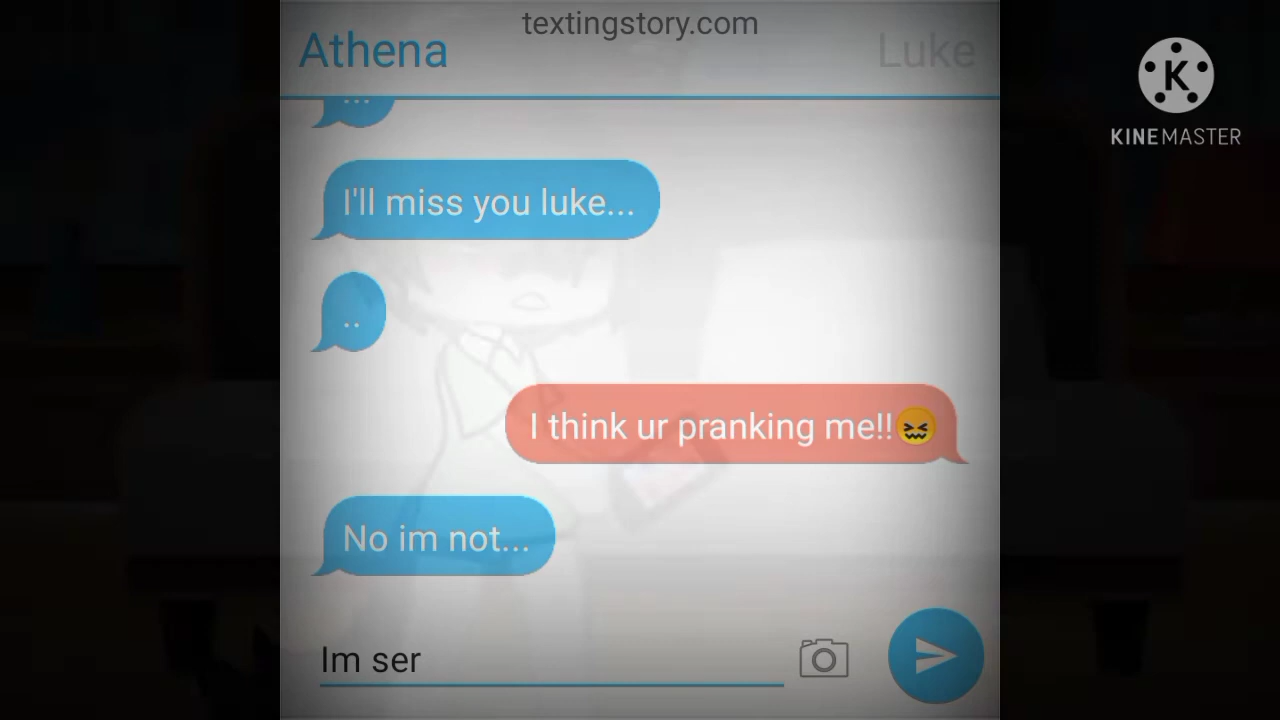 textingstory.com
Athena
Luke
KINEMASTER
...
I'll miss you luke...
..
I think ur pranking me!!😖
No im not...
Im ser